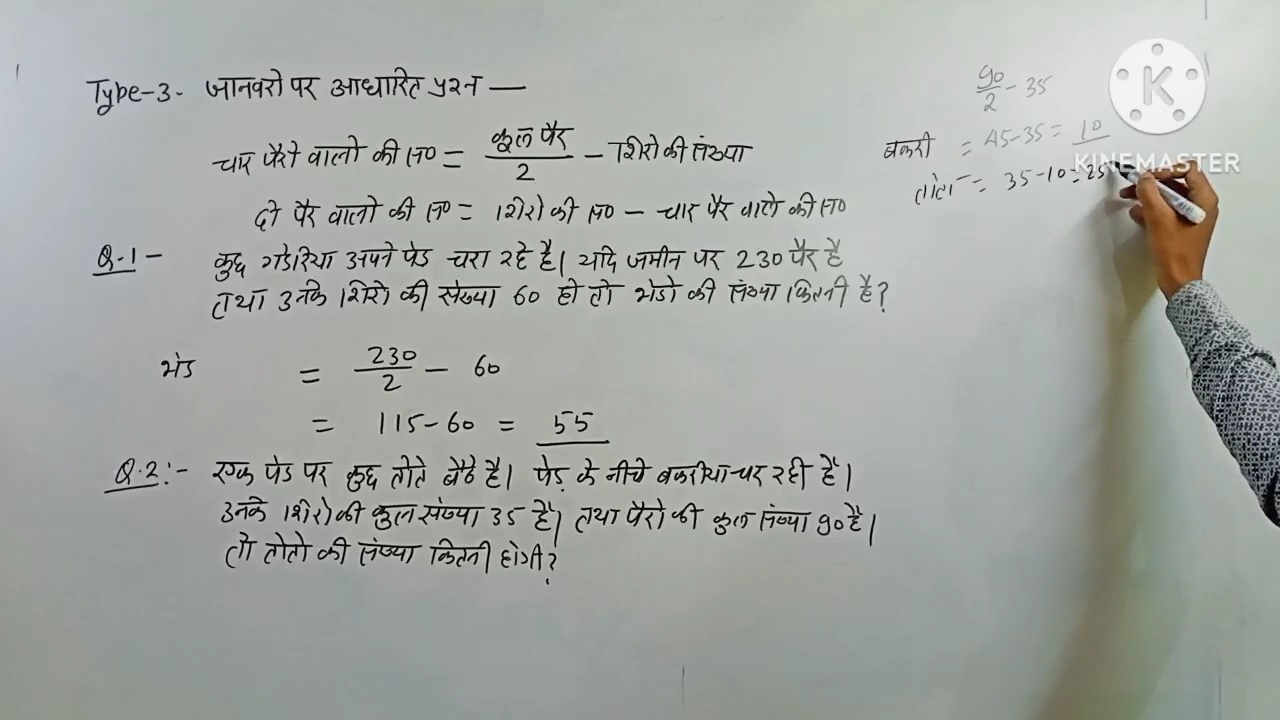 Type-3- जानवरो पर आधारित प्रश्न —
चार पैरो वालो की सं० = कुल पैर/2 - शिरो की संख्या
दो पैर वालो की सं० = शिरो की सं० - चार पैर वालो की सं०
Q.1- कुछ गडेरिया अपने भेड चरा रहे है। यदि जमीन पर 230 पैर है
तथा उनके शिरो की संख्या 60 हो तो भेडो की संख्या कितनी है?
भेड = 230/2 - 60
= 115-60 = 55
Q.2:- एक पेड पर कुछ तोते बैठे है। पेड़ के नीचे बकरीया चर रही हैं।
उनके शिरो की कुल संख्या 35 हैं। तथा पैरो की कुल संख्या 90 है।
तो तोतो की संख्या कितनी होगी?
90/2 - 35
बकरी = 45-35 = 10
तोता = 35-10=25
KINEMASTER